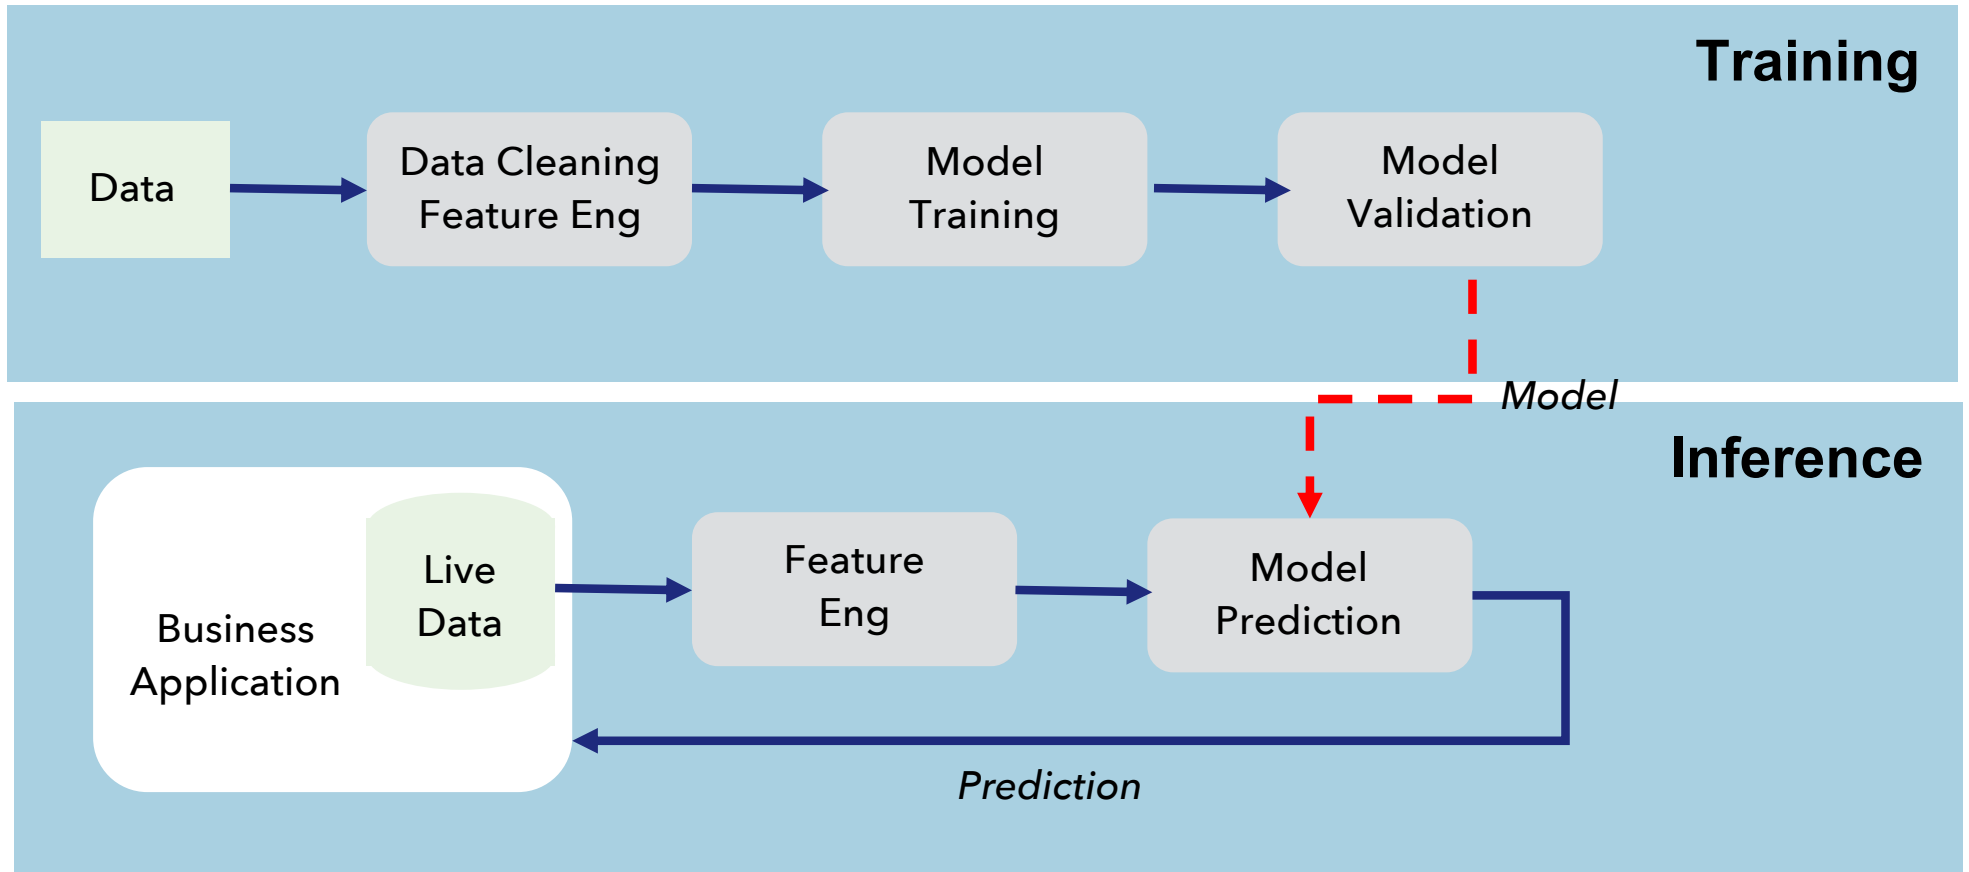 Training
Data
Data Cleaning
Feature Eng
Model
Training
Model
Validation
Model
Inference
Business
Application
Live
Data
Feature
Eng
Model
Prediction
Prediction